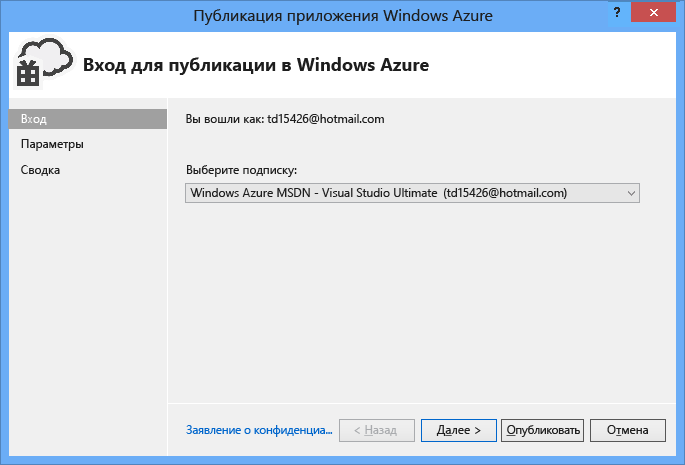 Публикация приложения Windows Azure
?
Вход для публикации в Windows Azure
Вход
Параметры
Сводка
Вы вошли как: td15426@hotmail.com
Выберите подписку:
Windows Azure MSDN - Visual Studio Ultimate (td15426@hotmail.com)
Заявление о конфиденциа... < Назад Далее > Опубликовать Отмена